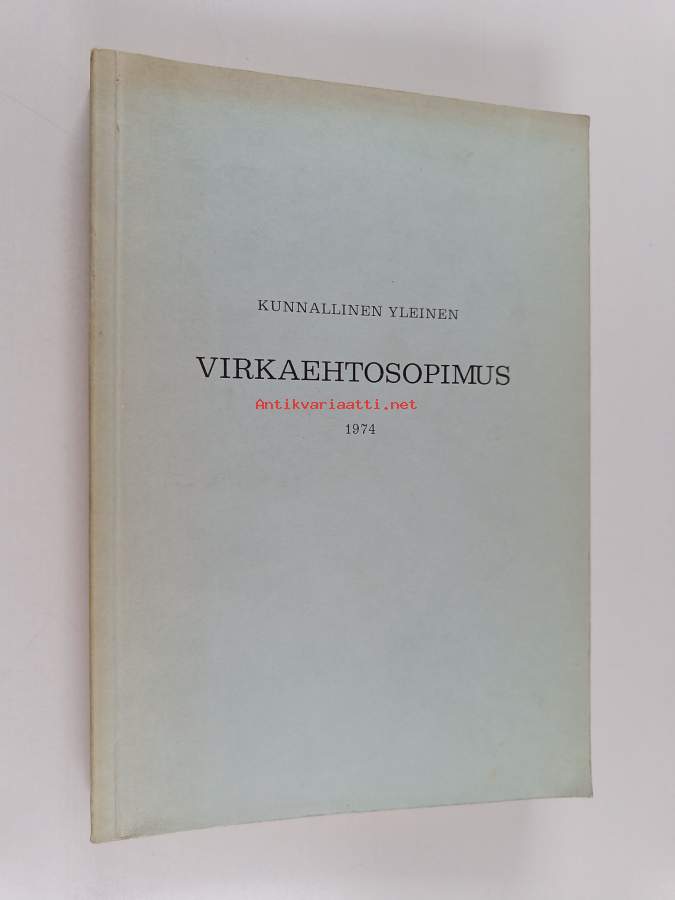 KUNNALLINEN YLEINEN
VIRKAEHTOSOPIMUS
Antikvariaatti.net
1974